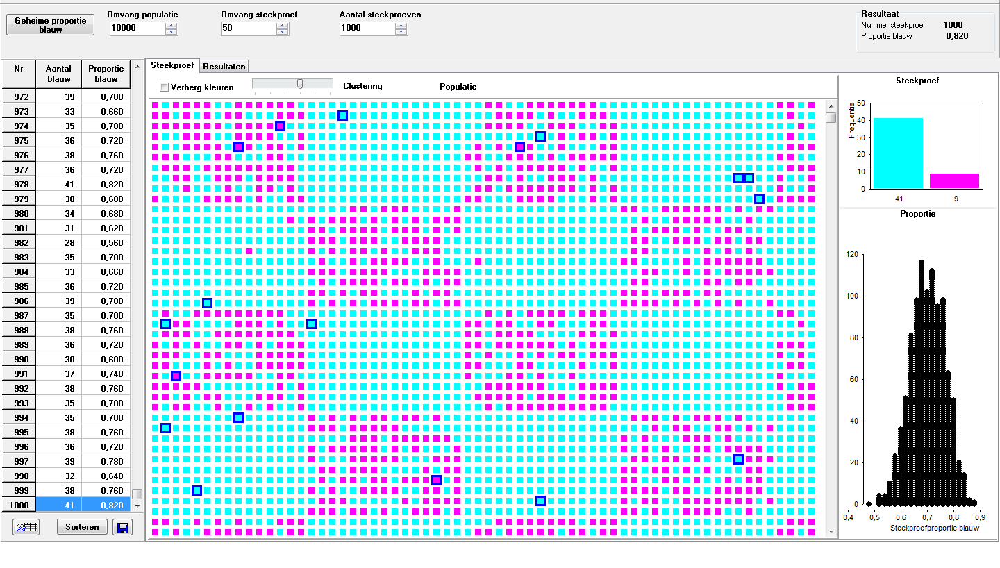 Geheime proportie
blauw
Omvang populatie
10000
Omvang steekproef
50
Aantal steekproeven
1000
Resultaat
Nummer steekproef 1000
Proportie blauw 0,820
Nr Aantal blauw Proportie blauw
972 39 0,780
973 33 0,660
974 35 0,700
975 36 0,720
976 38 0,760
977 36 0,720
978 41 0,820
979 30 0,600
980 34 0,680
981 31 0,620
982 28 0,560
983 35 0,700
984 33 0,660
985 36 0,720
986 39 0,780
987 35 0,700
988 38 0,760
989 36 0,720
990 30 0,600
991 37 0,740
992 38 0,760
993 35 0,700
994 35 0,700
995 38 0,760
996 36 0,720
997 39 0,780
998 32 0,640
999 38 0,760
1000 41 0,820
Sorteren
Steekproef Resultaten
Verberg kleuren Clustering Populatie
Steekproef
Frequentie
50
40
30
20
10
0
41 9
Proportie
120
100
80
60
40
20
0
0,4 0,5 0,6 0,7 0,8 0,9
Steekproefproportie blauw